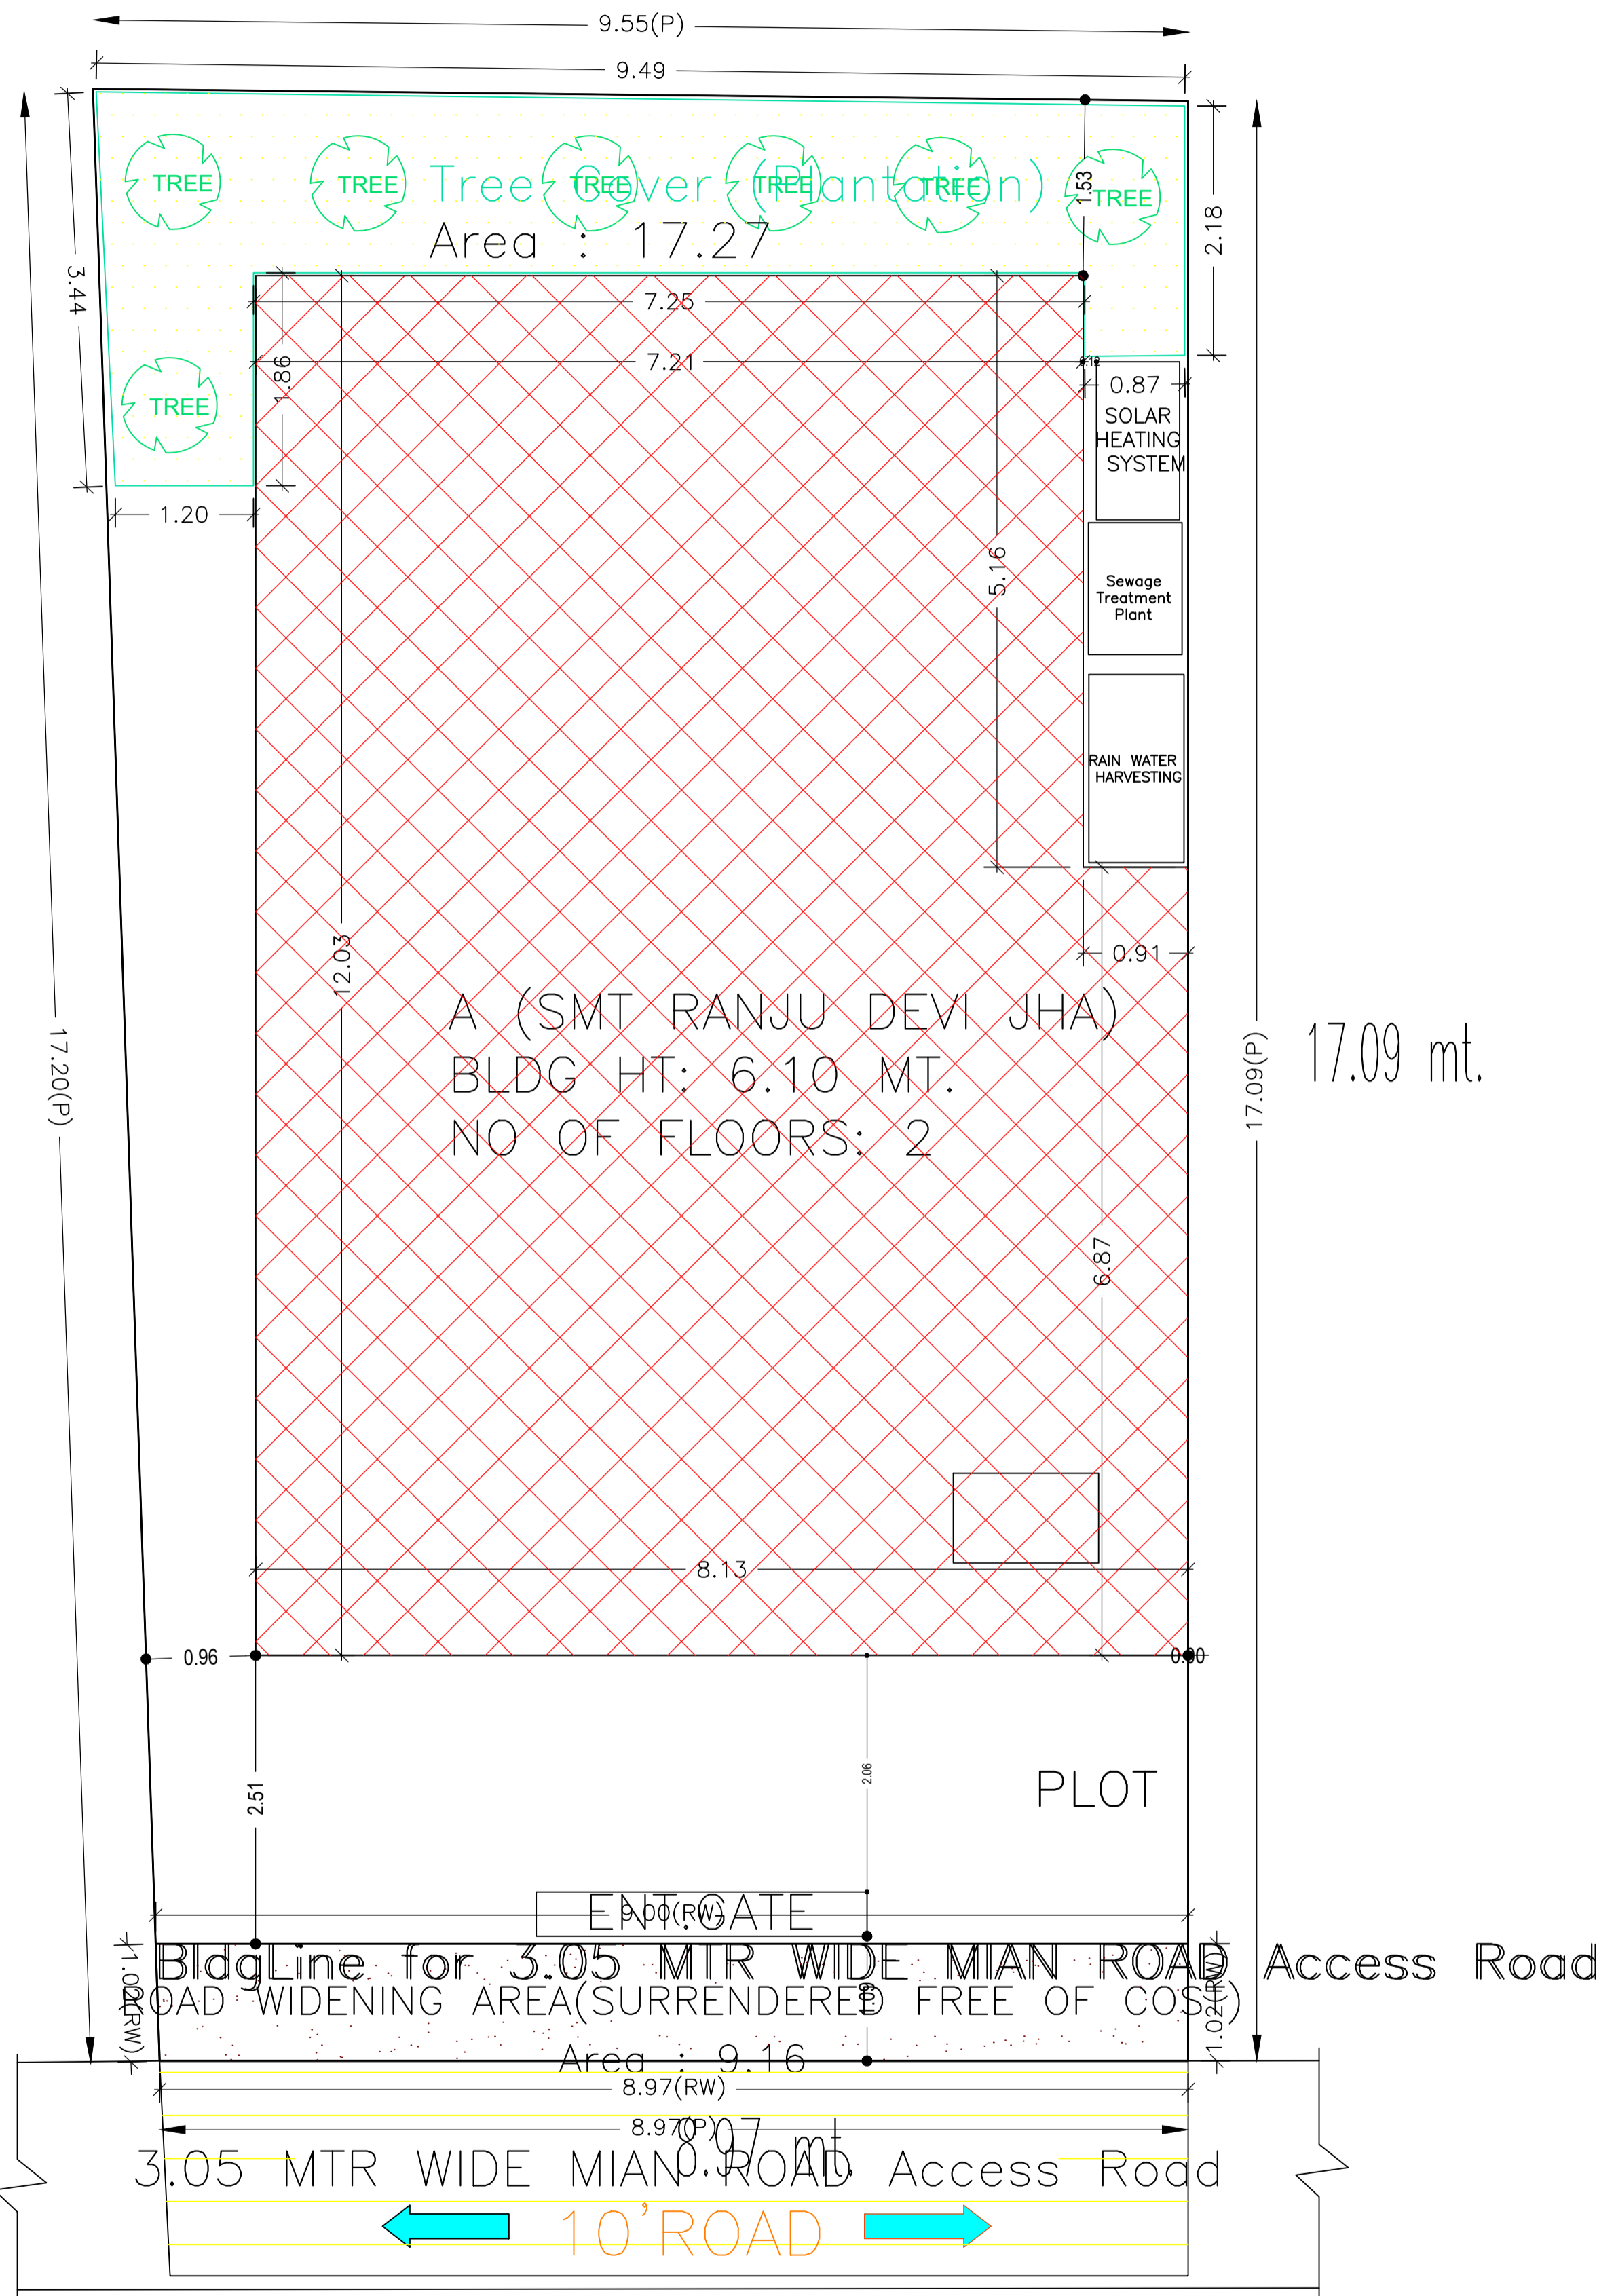 9.55(P)
9.49
TREE
TREE
TREE
TREE
TREE
TREE
Tree Cover (Plantation)
Area : 17.27
1.53
2.18
3.44
7.25
7.21
1.86
0.87
SOLAR
HEATING
SYSTEM
TREE
1.20
5.16
Sewage
Treatment
Plant
RAIN WATER
HARVESTING
12.03
0.91
A (SMT RANJU DEVI JHA)
BLDG HT: 6.10 MT.
NO OF FLOORS: 2
17.20(P)
17.09(P)
17.09 mt.
6.87
8.13
0.96
2.51
2.06
PLOT
ENT.GATE
9.00(RW)
BldgLine for 3.05 MTR WIDE MIAN ROAD Access Road
ROAD WIDENING AREA(SURRENDERED FREE OF COST)
1.02(RW)
1.02(RW)
Area : 9.16
8.97(RW)
8.97(P)
8.97 mt.
3.05 MTR WIDE MIAN ROAD Access Road
10'ROAD